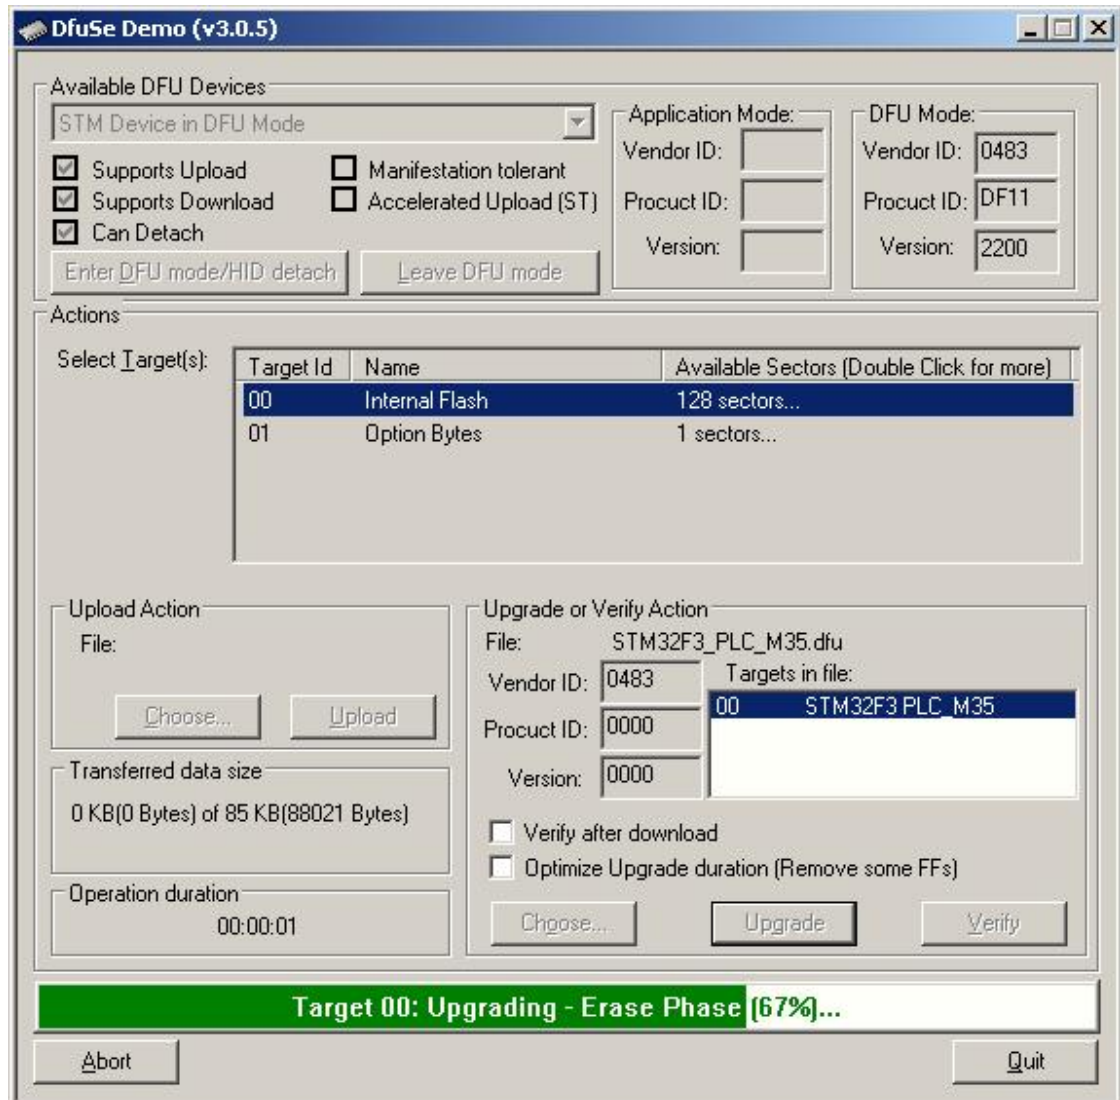 DfuSe Demo (v3.0.5)
Available DFU Devices
STM Device in DFU Mode
Supports Upload
Manifestation tolerant
Supports Download
Accelerated Upload (ST)
Can Detach
Enter DFU mode/HID detach
Leave DFU mode
Application Mode:
Vendor ID:
Procuct ID:
Version:
DFU Mode:
Vendor ID: 0483
Procuct ID: DF11
Version: 2200
Actions
Select Target(s):
Target Id Name Available Sectors (Double Click for more)
00 Internal Flash 128 sectors...
01 Option Bytes 1 sectors...
Upload Action
File:
Choose... Upload
Transferred data size
0 KB(0 Bytes) of 85 KB(88021 Bytes)
Operation duration
00:00:01
Upgrade or Verify Action
File: STM32F3_PLC_M35.dfu
Vendor ID: 0483
Procuct ID: 0000
Version: 0000
Targets in file:
00 STM32F3 PLC_M35
Verify after download
Optimize Upgrade duration (Remove some FFs)
Choose... Upgrade Verify
Target 00: Upgrading - Erase Phase (67%)...
Abort Quit